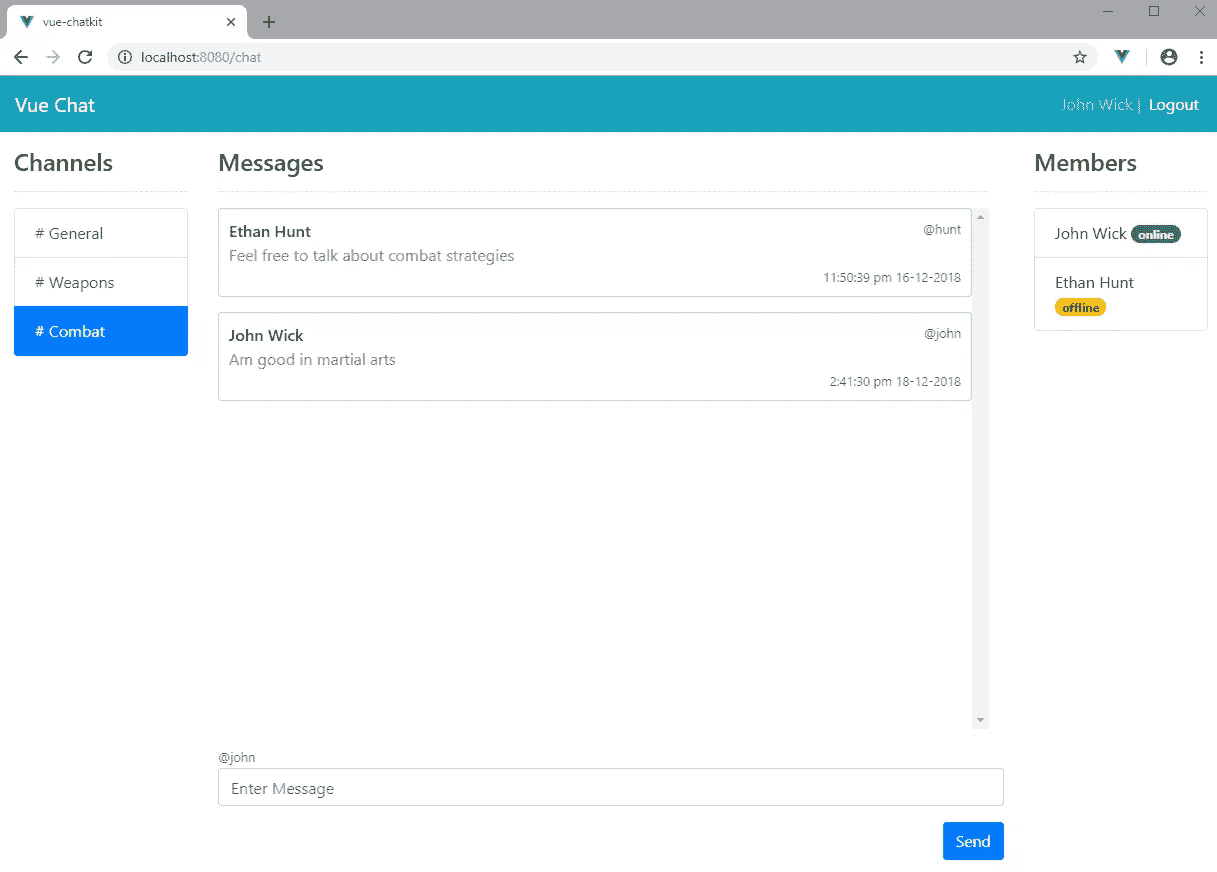 vue-chatkit
localhost:8080/chat
Vue Chat
John Wick | Logout
Channels
# General
# Weapons
# Combat
Messages
Ethan Hunt @hunt
Feel free to talk about combat strategies
11:50:39 pm 16-12-2018
John Wick @john
Am good in martial arts
2:41:30 pm 18-12-2018
@john
Enter Message
Send
Members
John Wick online
Ethan Hunt
offline